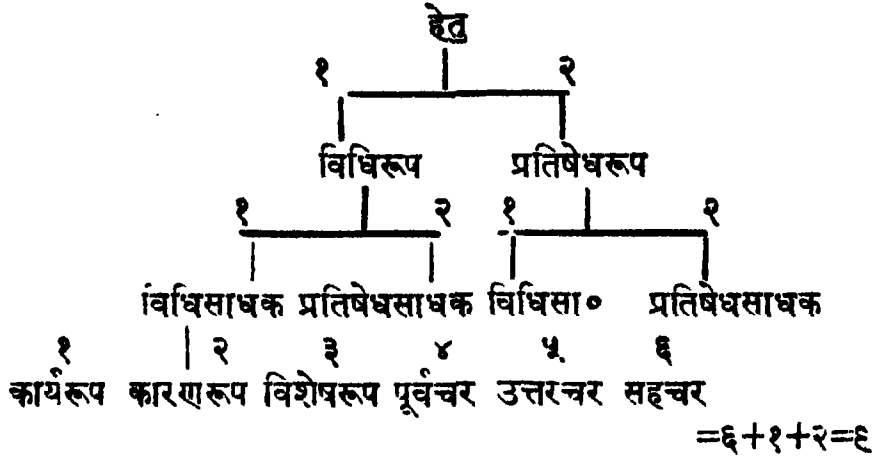 हेतु
१ २
विधिरूप प्रतिषेधरूप
१ २ १ २
विधिसाधक प्रतिषेधसाधक विधिसा० प्रतिषेधसाधक
१ २ ३ ४ ५ ६
कार्यरूप कारणरूप विशेषरूप पूर्वचर उत्तरचर सहचर
=६+१+२=९